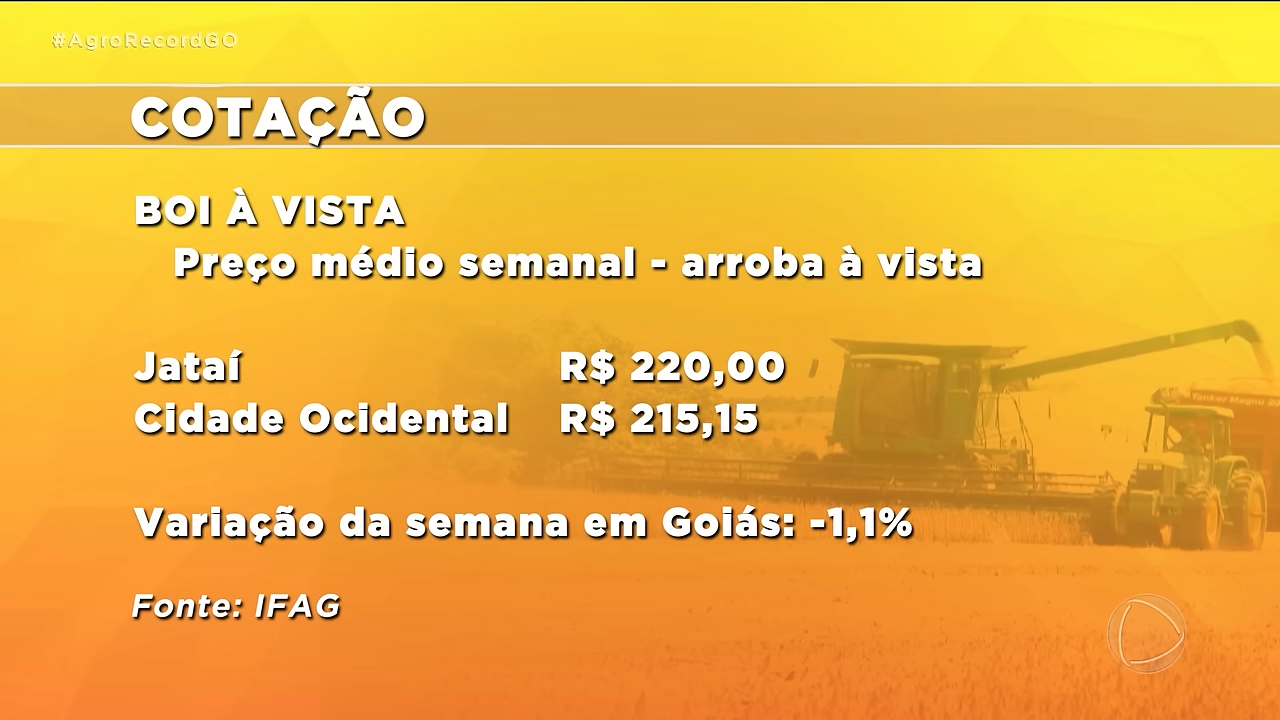 #AgroRecordGO
COTAÇÃO
BOI À VISTA
Preço médio semanal - arroba à vista
Jataí R$ 220,00
Cidade Ocidental R$ 215,15
Variação da semana em Goiás: -1,1%
Fonte: IFAG